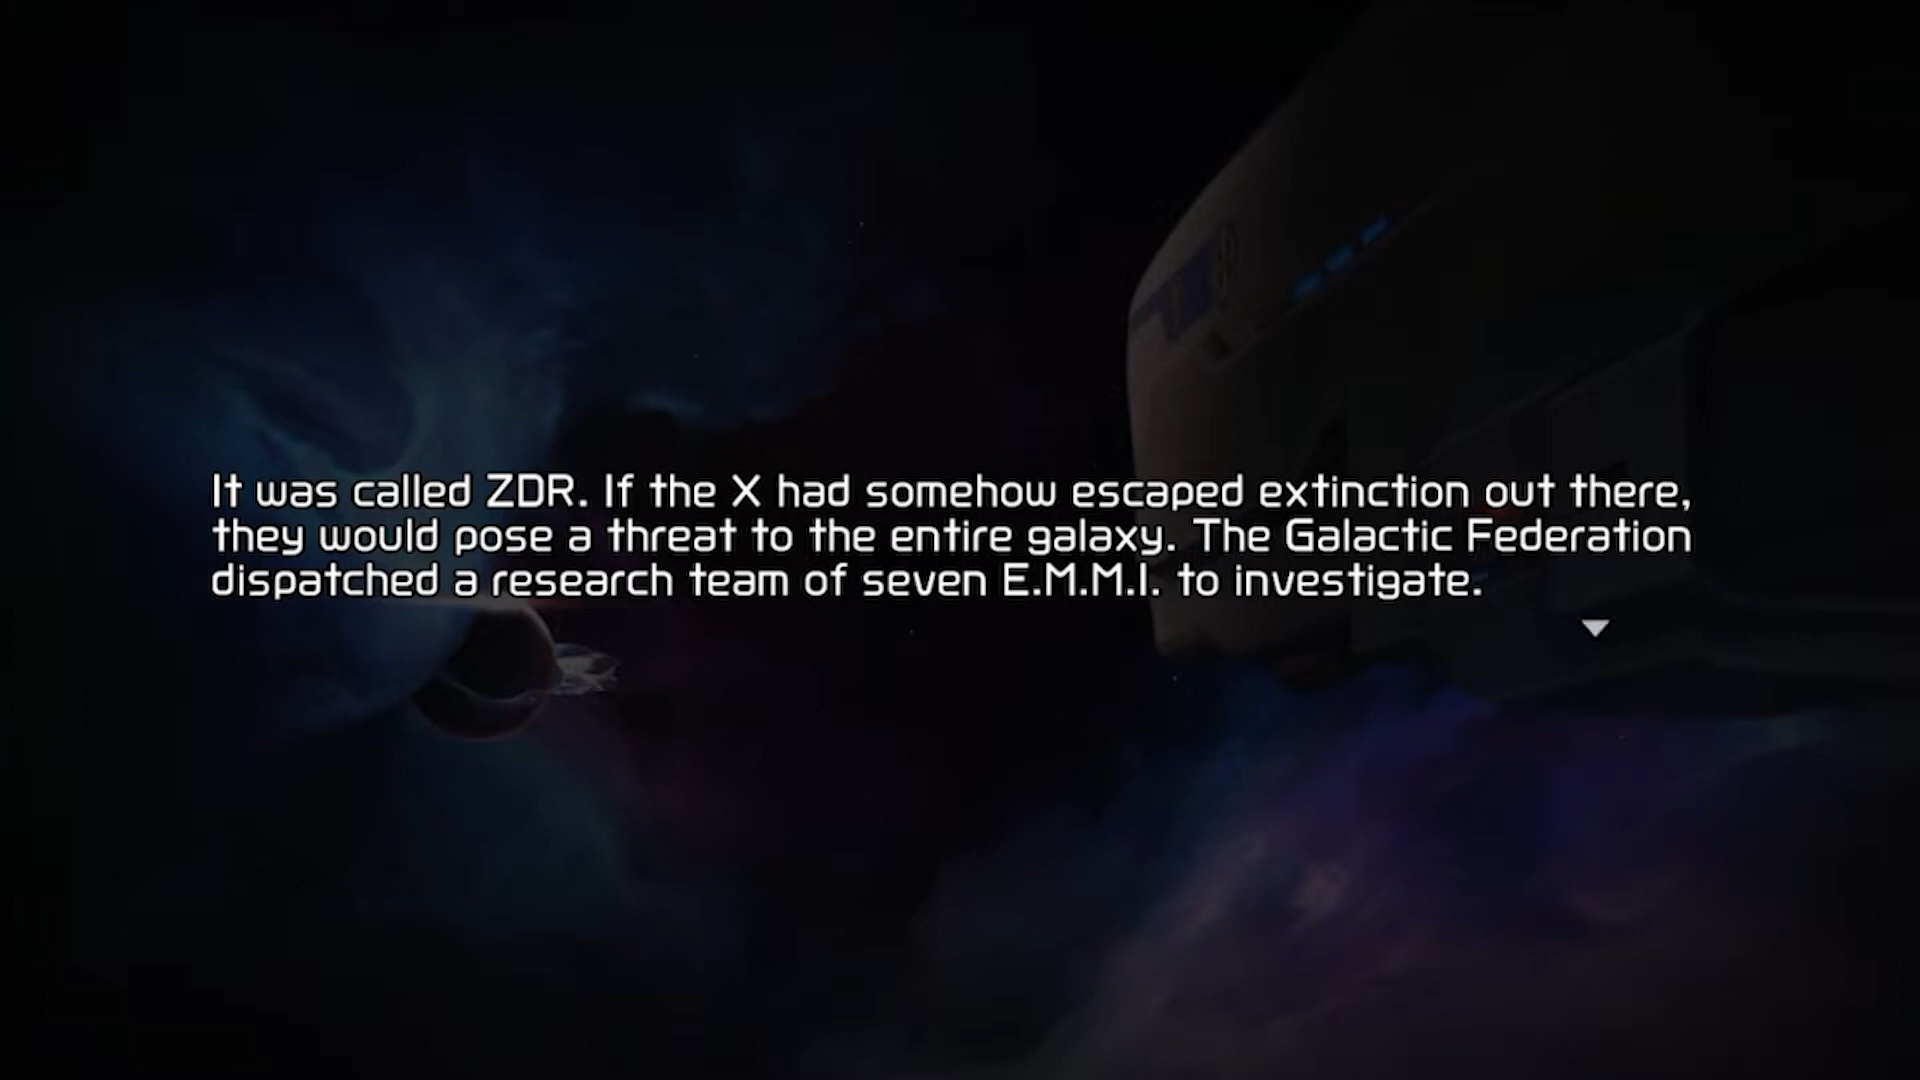 It was called ZDR. If the X had somehow escaped extinction out there,
they would pose a threat to the entire galaxy. The Galactic Federation
dispatched a research team of seven E.M.M.I. to investigate.